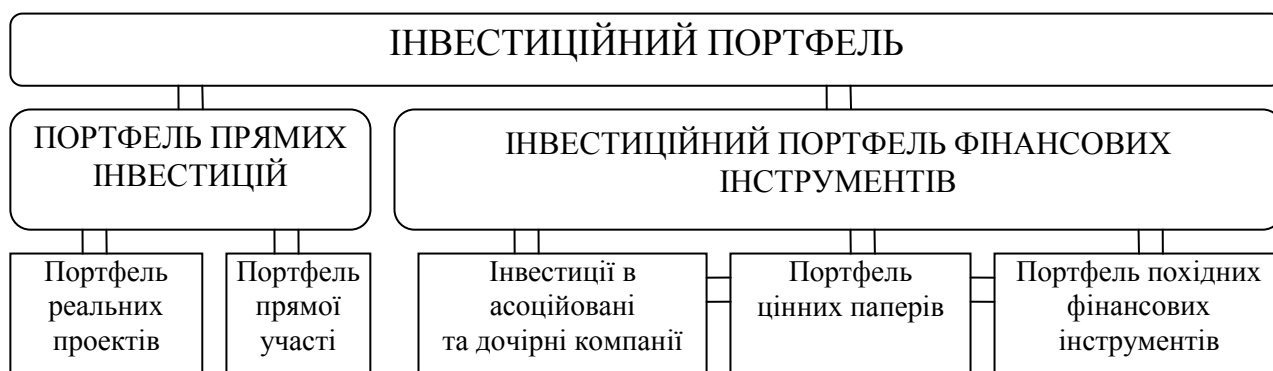 ІНВЕСТИЦІЙНИЙ ПОРТФЕЛЬ
ПОРТФЕЛЬ ПРЯМИХ
ІНВЕСТИЦІЙ
ІНВЕСТИЦІЙНИЙ ПОРТФЕЛЬ ФІНАНСОВИХ
ІНСТРУМЕНТІВ
Портфель
реальних
проектів
Портфель
прямої
участі
Інвестиції в
асоційовані
та дочірні компанії
Портфель
цінних паперів
Портфель похідних
фінансових
інструментів